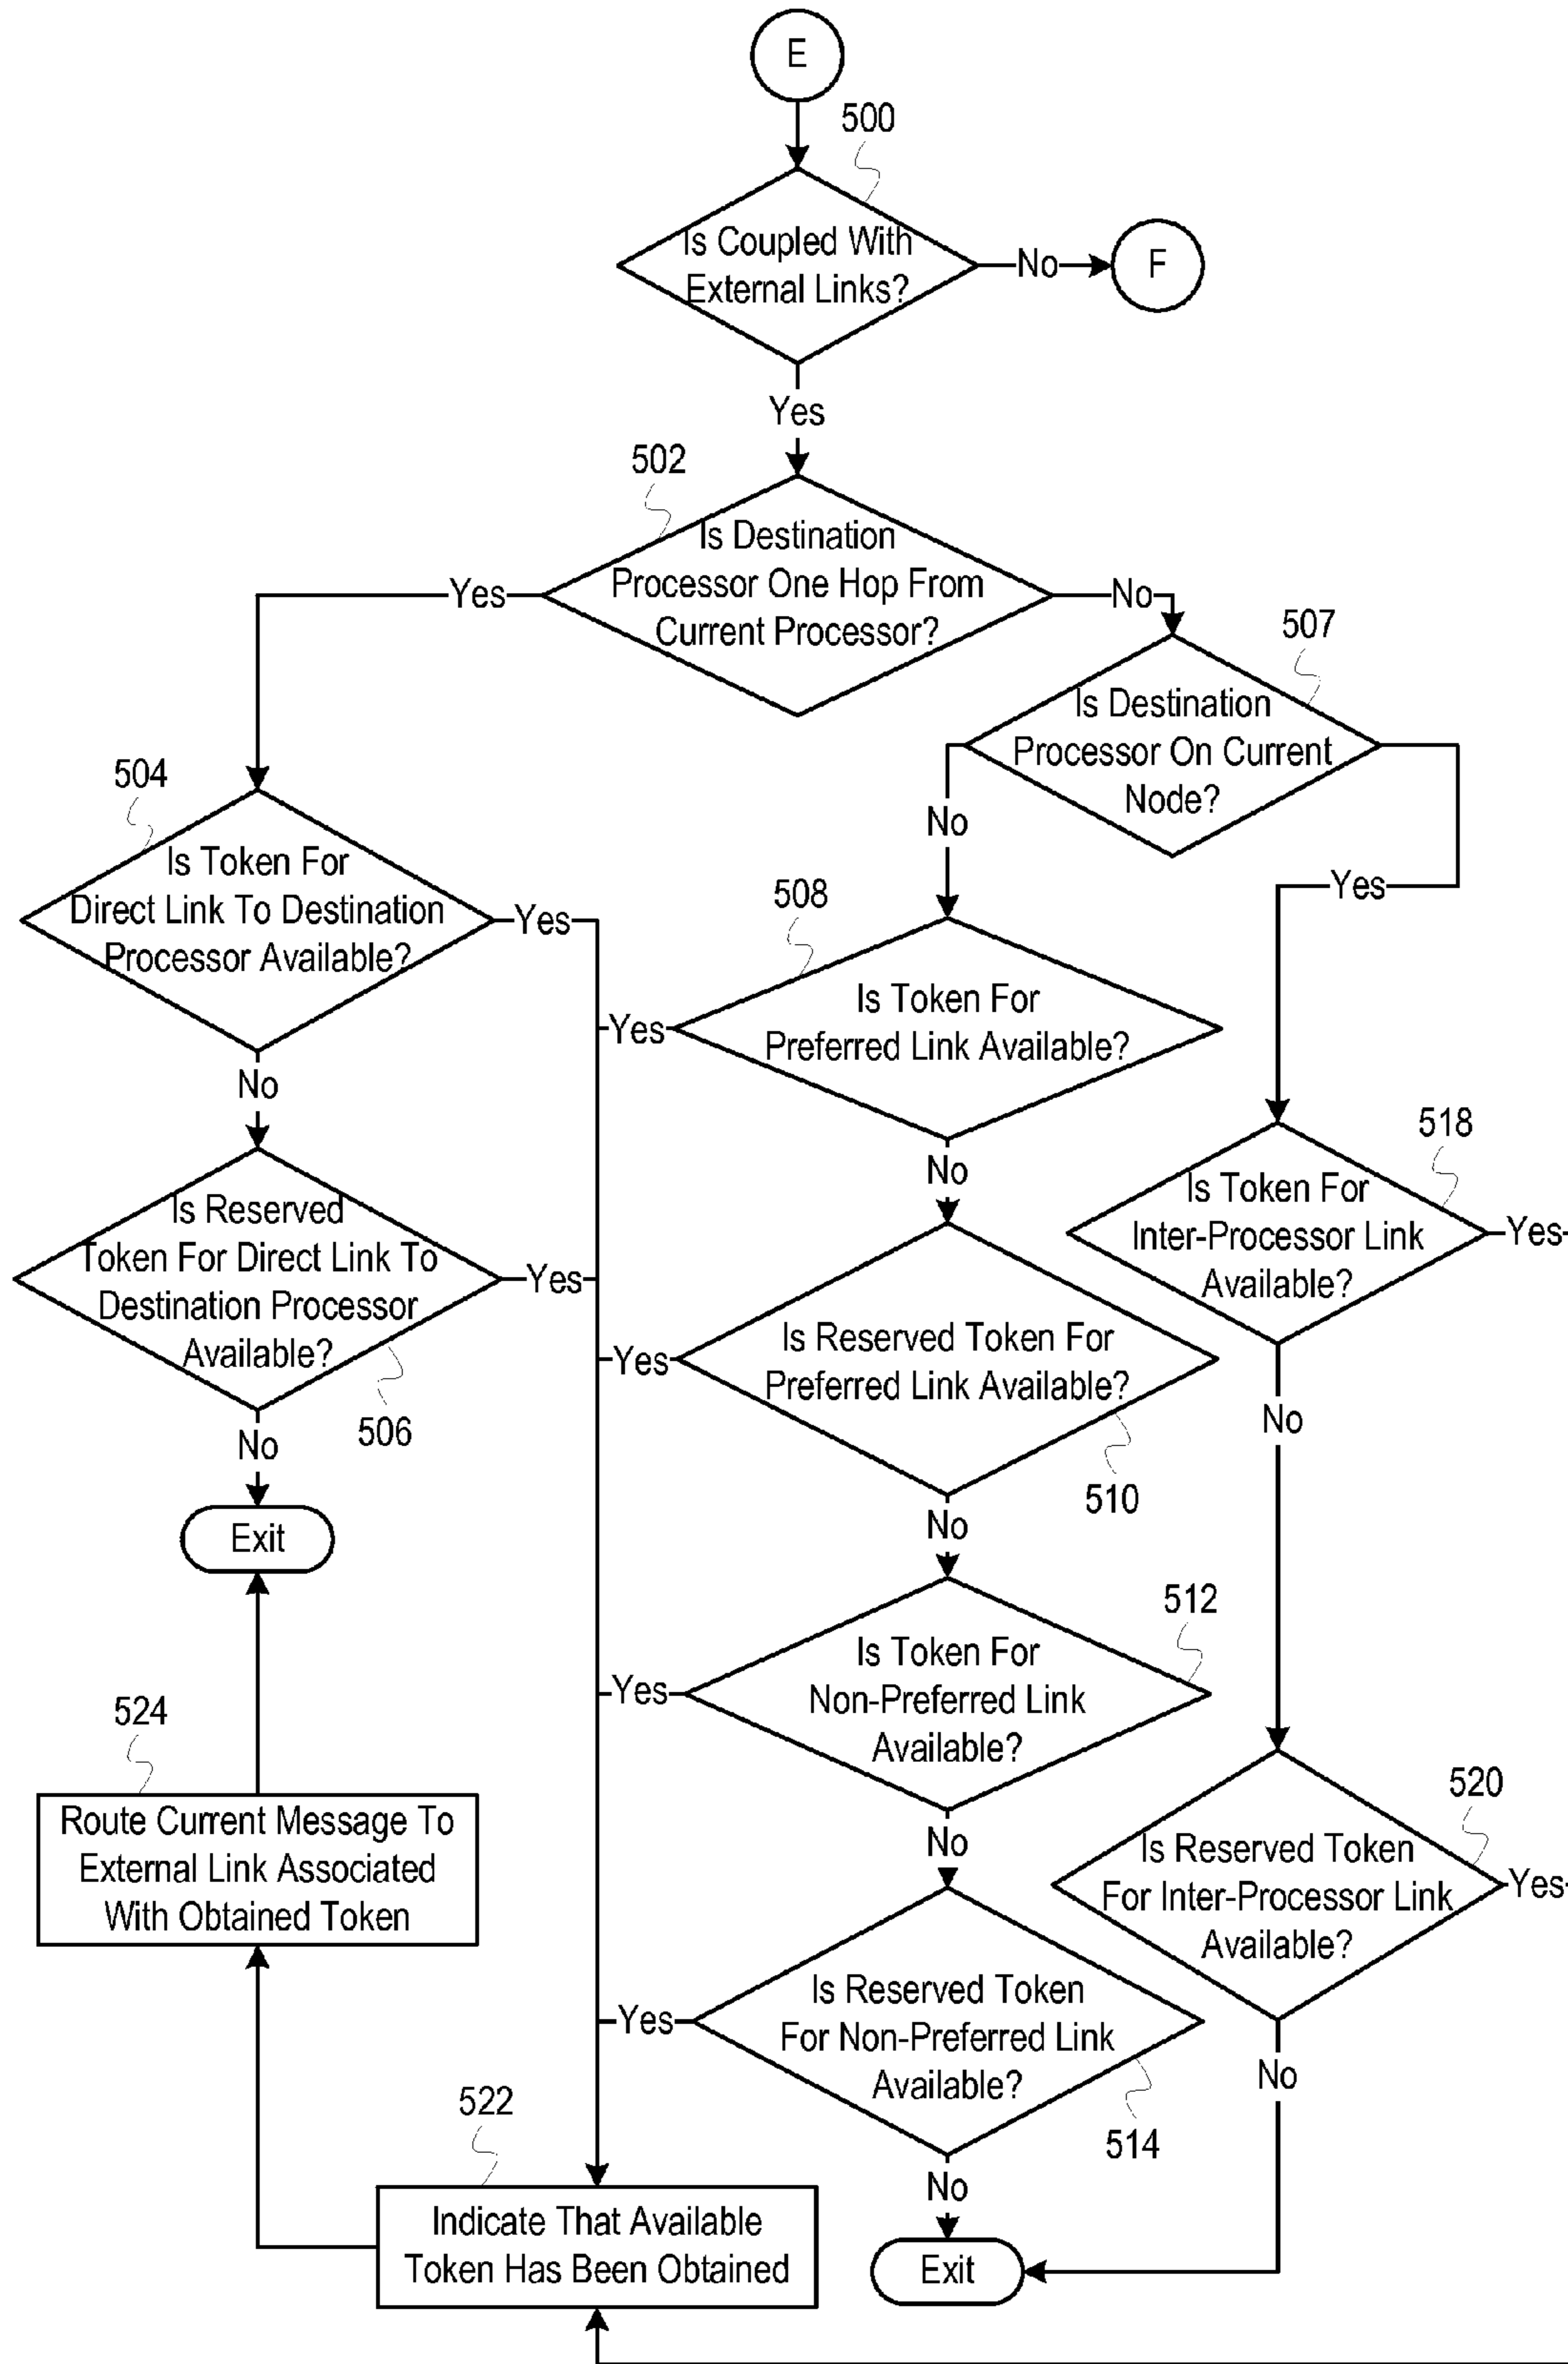 E
500
Is Coupled With
External Links?
No
F
Yes
502
Is Destination
Processor One Hop From
Current Processor?
Yes
No
507
Is Destination
Processor On Current
Node?
No
Yes
504
Is Token For
Direct Link To Destination
Processor Available?
Yes
No
508
Is Token For
Preferred Link Available?
Yes
No
518
Is Token For
Inter-Processor Link
Available?
Yes
No
Is Reserved
Token For Direct Link To
Destination Processor
Available?
Yes
506
No
Exit
Is Reserved Token For
Preferred Link Available?
Yes
510
No
512
Is Token For
Non-Preferred Link
Available?
Yes
No
520
Is Reserved Token
For Inter-Processor Link
Available?
Yes
No
524
Route Current Message To
External Link Associated
With Obtained Token
Is Reserved Token
For Non-Preferred Link
Available?
Yes
514
No
522
Indicate That Available
Token Has Been Obtained
Exit